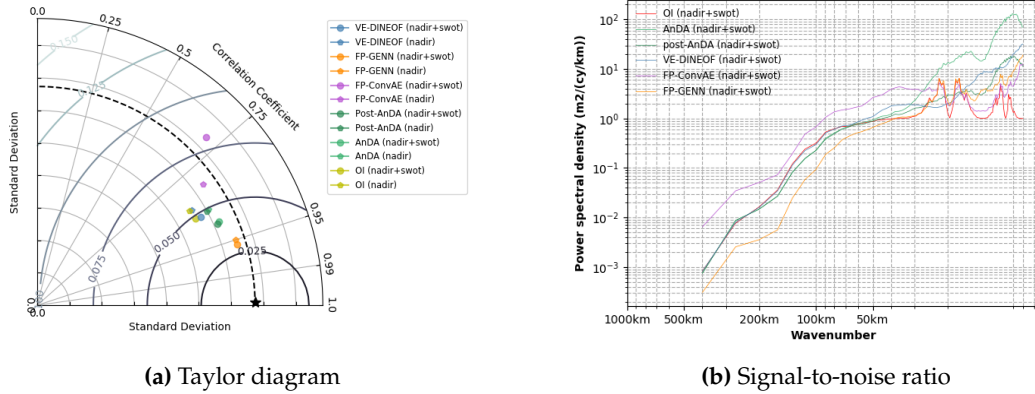 0.0
0.25
0.5
Correlation Coefficient
0.75
0.95
0.99
1.0
0.150
0.125
0.075
0.050
0.025
Standard Deviation
0.0
0.0
Standard Deviation
VE-DINEOF (nadir+swot)
VE-DINEOF (nadir)
FP-GENN (nadir+swot)
FP-GENN (nadir)
FP-ConvAE (nadir+swot)
FP-ConvAE (nadir)
Post-AnDA (nadir+swot)
Post-AnDA (nadir)
AnDA (nadir+swot)
AnDA (nadir)
OI (nadir+swot)
OI (nadir)
(a) Taylor diagram
Power spectral density (m2/(cy/km))
10²
10¹
10⁰
10⁻¹
10⁻²
10⁻³
OI (nadir+swot)
AnDA (nadir+swot)
post-AnDA (nadir+swot)
VE-DINEOF (nadir+swot)
FP-ConvAE (nadir+swot)
FP-GENN (nadir+swot)
1000km
500km
200km
100km
50km
Wavenumber
(b) Signal-to-noise ratio